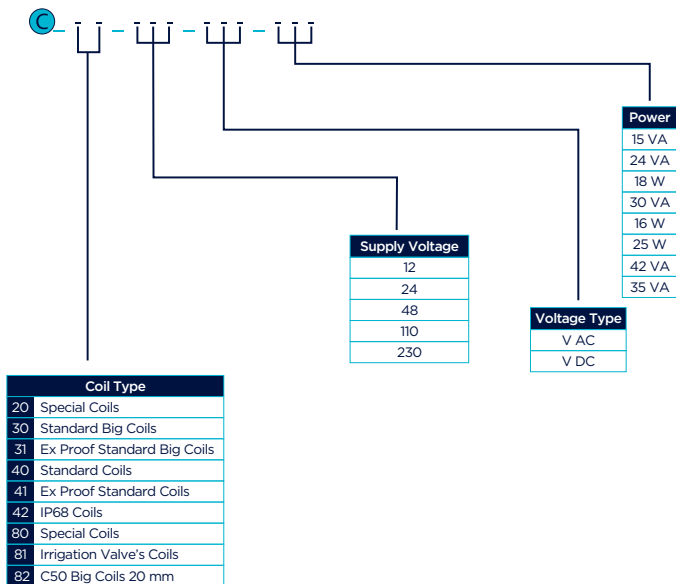 C
Power
15 VA
24 VA
18 W
30 VA
16 W
25 W
42 VA
35 VA
Supply Voltage
12
24
48
110
230
Voltage Type
V AC
V DC
Coil Type
20 Special Coils
30 Standard Big Coils
31 Ex Proof Standard Big Coils
40 Standard Coils
41 Ex Proof Standard Coils
42 IP68 Coils
80 Special Coils
81 Irrigation Valve's Coils
82 C50 Big Coils 20 mm